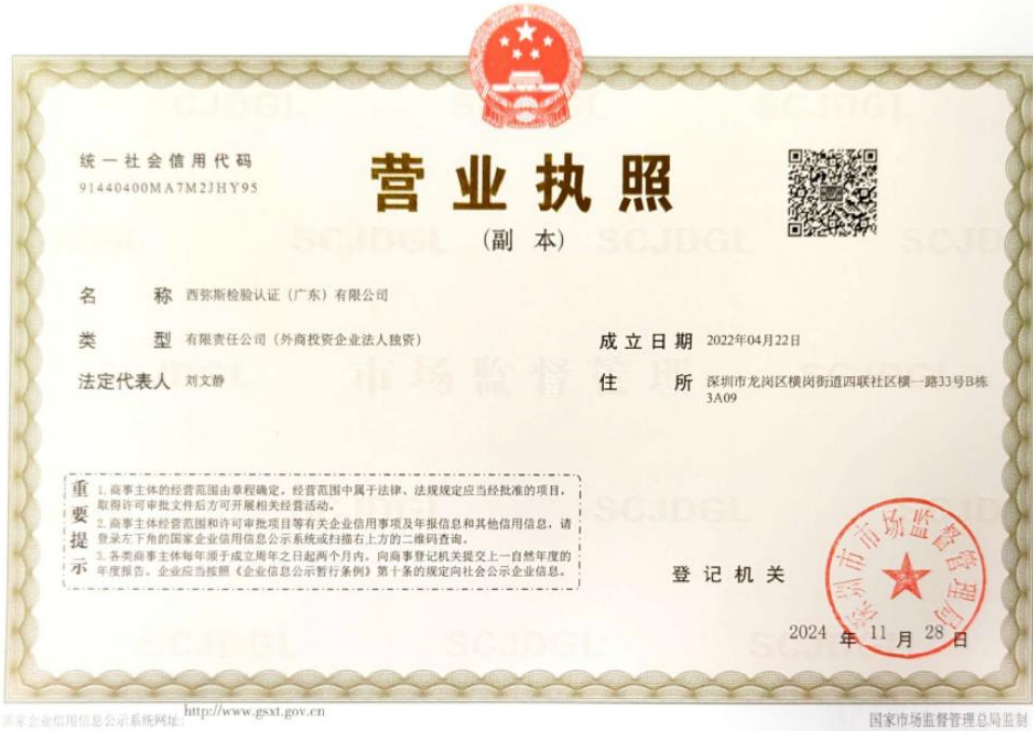 统一社会信用代码
91440400MA7M2JHY95
营业执照
(副 本)
名 称 西弥斯检验认证（广东）有限公司
类 型 有限责任公司（外商投资企业法人独资）
法定代表人 刘文静
成立日期 2022年04月22日
住 所 深圳市龙岗区横岗街道四联社区横一路33号B栋
3A09
重要提示
1.商事主体的经营范围由章程确定。经营范围中属于法律、法规规定应当经批准的项目，
取得许可审批文件后方可开展相关经营活动。
2.商事主体经营范围和许可审批项目等有关企业信用事项及年报信息和其他信用信息，请
登录左下角的国家企业信用信息公示系统或扫描右上方的二维码查询。
3.各类商事主体每年须于成立周年之日起两个月内，向商事登记机关提交上一自然年度的
年度报告。企业应当按照《企业信息公示暂行条例》第十条的规定向社会公示企业信息。
登记机关
深圳市市场监督管理局
2024 年 11 月 28 日
国家企业信用信息公示系统网址：
http://www.gsxt.gov.cn
国家市场监督管理总局监制
SCJDGL
市场监督管理